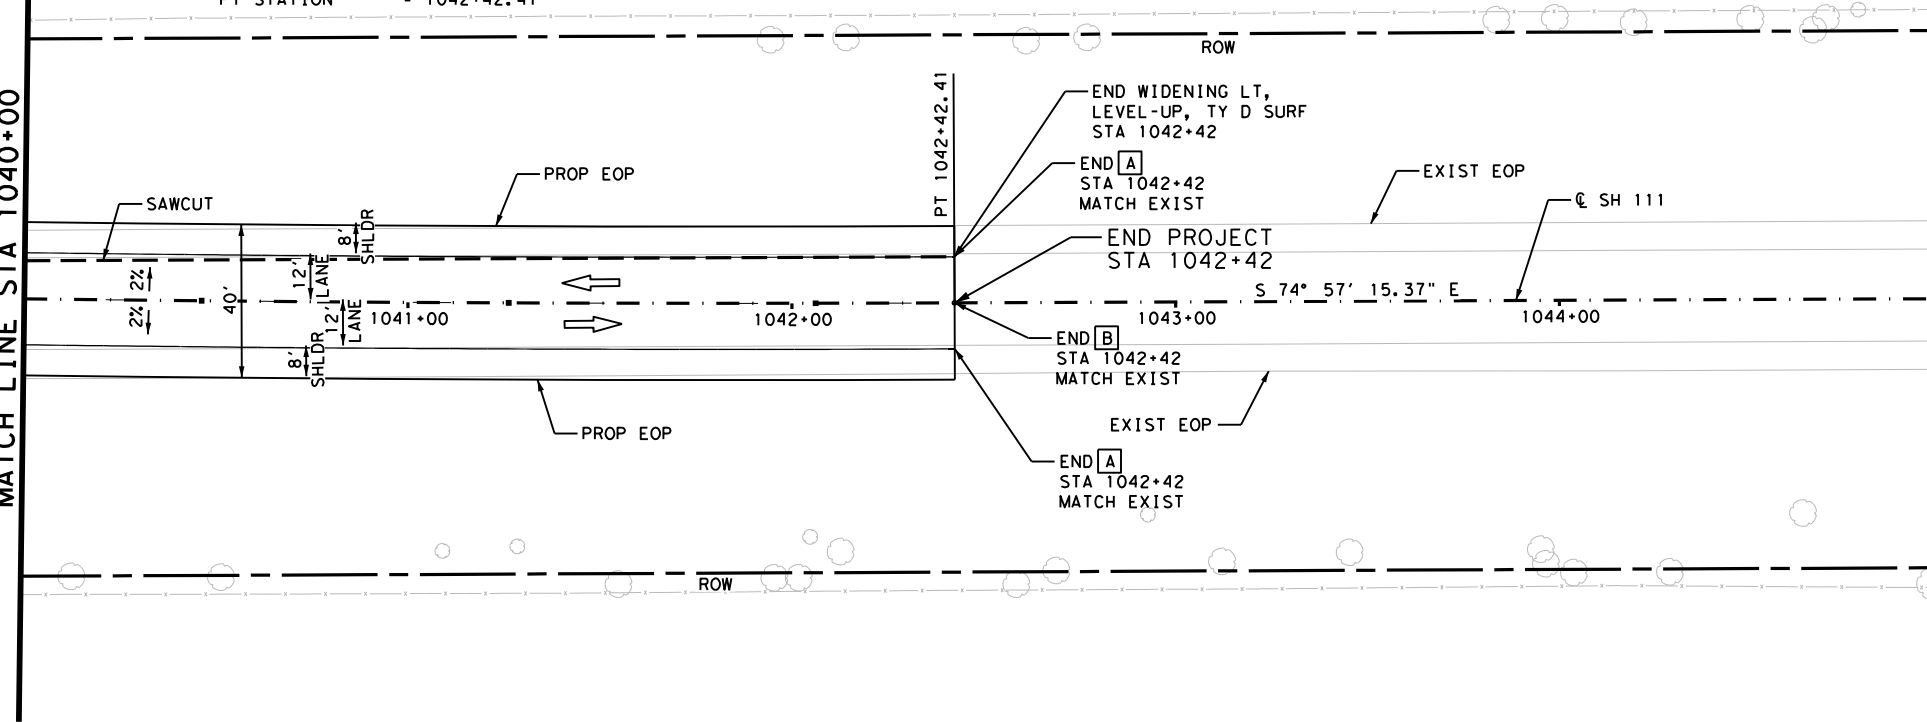 PT STATION = 1042+42.41
ROW
MATCH LINE STA 1040+00
PT 1042+42.41
END WIDENING LT,
LEVEL-UP, TY D SURF
STA 1042+42
END A
STA 1042+42
MATCH EXIST
PROP EOP
EXIST EOP
SAWCUT
℄ SH 111
8'
SHLDR
END PROJECT
STA 1042+42
12'
LANE
2%
40'
S 74° 57' 15.37" E
2%
12'
LANE
1041+00
1042+00
1043+00
1044+00
8'
SHLDR
END B
STA 1042+42
MATCH EXIST
EXIST EOP
PROP EOP
END A
STA 1042+42
MATCH EXIST
ROW